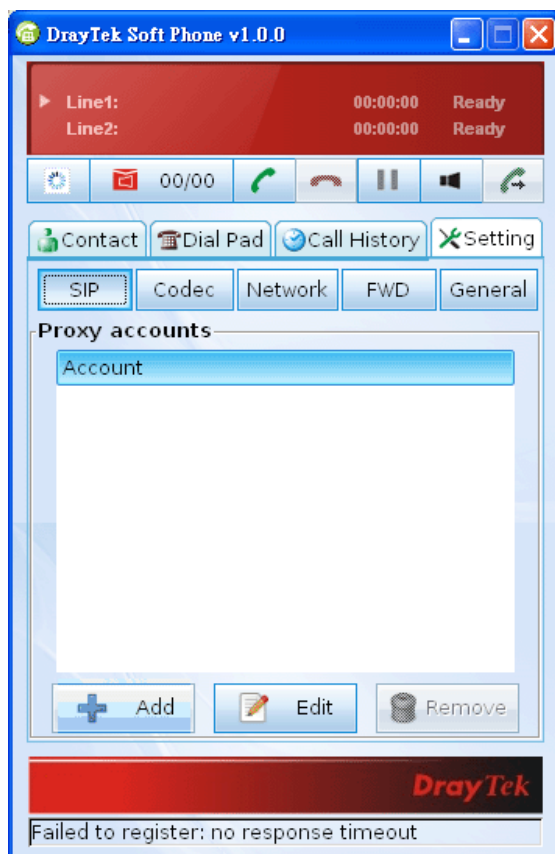 DrayTek Soft Phone v1.0.0
Line1: 00:00:00 Ready
Line2: 00:00:00 Ready
00/00
Contact Dial Pad Call History Setting
SIP Codec Network FWD General
Proxy accounts
Account
Add Edit Remove
DrayTek
Failed to register: no response timeout